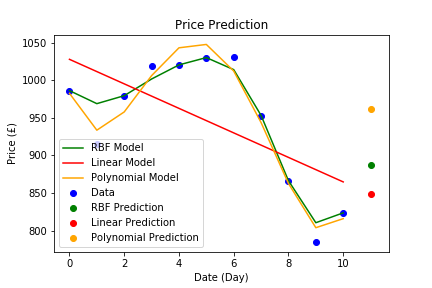 Price Prediction
1050
1000
950
900
850
800
Price (£)
RBF Model
Linear Model
Polynomial Model
Data
RBF Prediction
Linear Prediction
Polynomial Prediction
0
2
4
6
8
10
Date (Day)